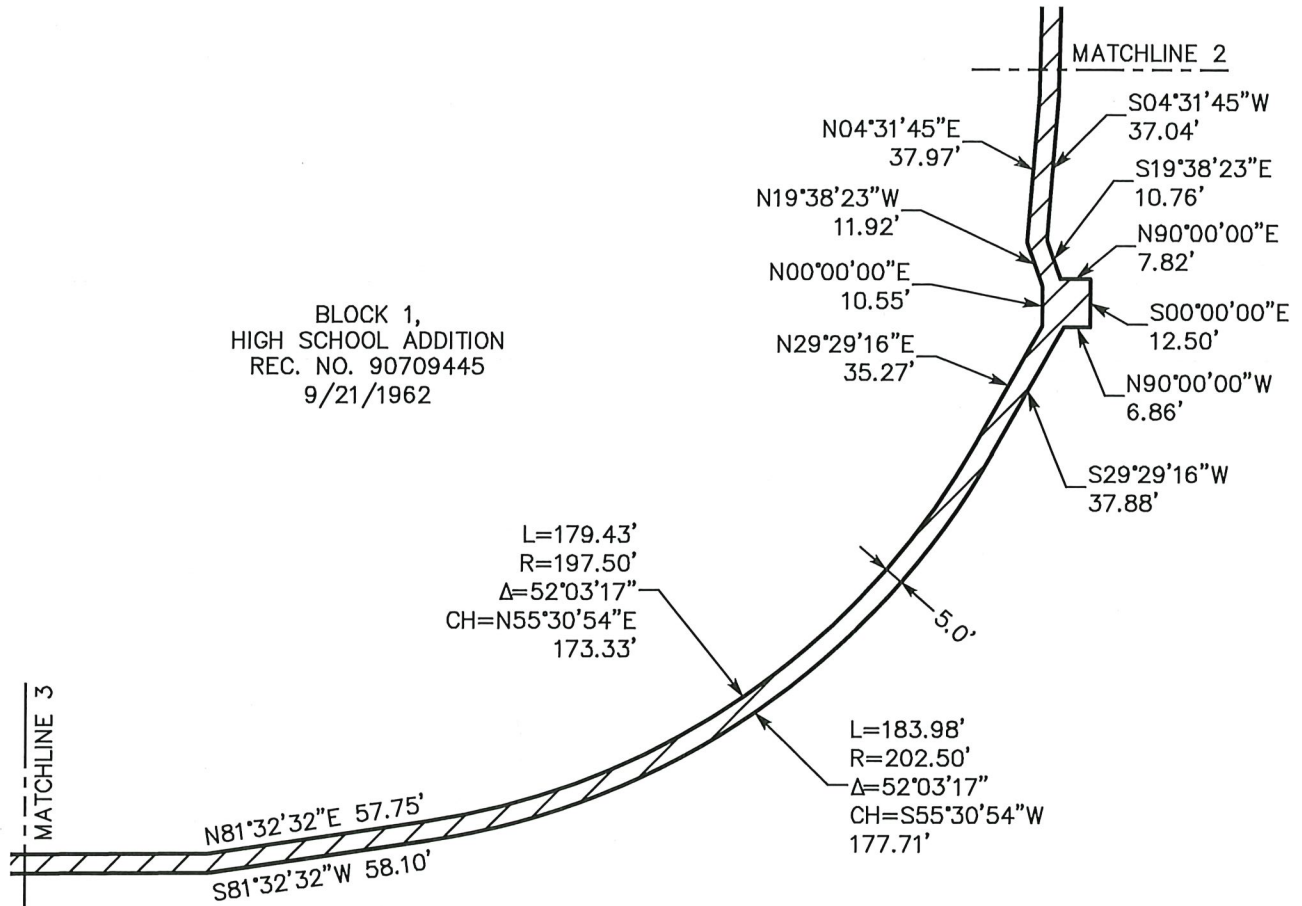 MATCHLINE 2
S04°31'45"W
37.04'
N04°31'45"E
37.97'
S19°38'23"E
10.76'
N19°38'23"W
11.92'
N90°00'00"E
7.82'
N00°00'00"E
10.55'
S00°00'00"E
12.50'
BLOCK 1,
HIGH SCHOOL ADDITION
REC. NO. 90709445
9/21/1962
N29°29'16"E
35.27'
N90°00'00"W
6.86'
S29°29'16"W
37.88'
L=179.43'
R=197.50'
Δ=52°03'17"
CH=N55°30'54"E
173.33'
5.0'
MATCHLINE 3
L=183.98'
R=202.50'
Δ=52°03'17"
CH=S55°30'54"W
177.71'
N81°32'32"E 57.75'
S81°32'32"W 58.10'